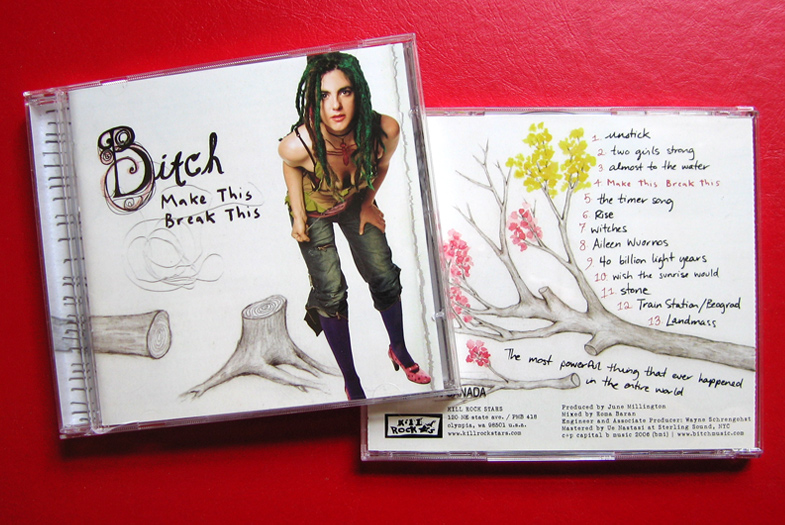 Bitch
Make This
Break This
1 unstick
2 two girls strong
3 almost to the water
4 Make This Break This
5 the timer song
6. Rise
7 witches
8 Aileen Wuornos
9 40 billion light years
10. wish the sunrise would
11. stone
12. Train Station/Beograd
13. Landmass
The most powerful thing that ever happened
in the entire world
CANADA
KILL ROCK STARS
120 NE state ave. / PMB 418
olympia, wa 98501 u.s.a.
www.killrockstars.com
KILL
ROCK
Produced by June Millington
Mixed by Roma Baran
Engineer and Associate Producer: Wayne Schrengohst
Mastered by Ue Nastasi at Sterling Sound, NYC
c+p capital b music 2006 (bmi) | www.bitchmusic.com